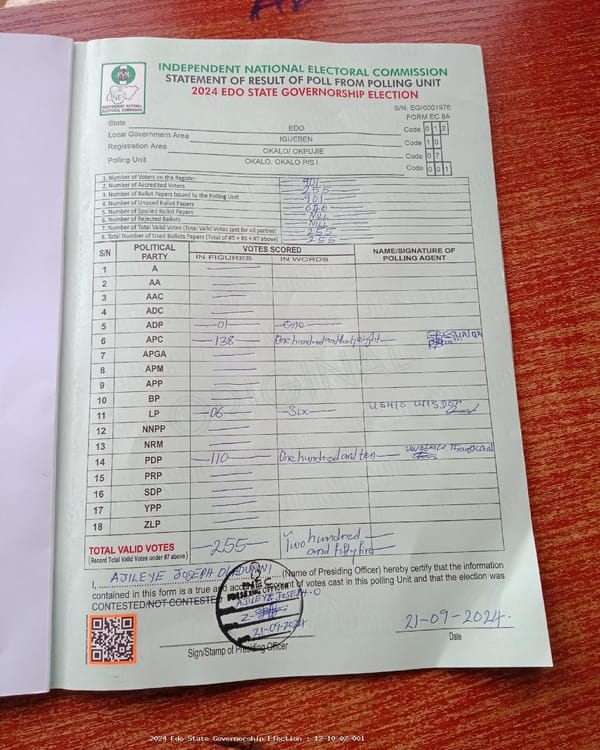 INDEPENDENT NATIONAL ELECTORAL COMMISSION
STATEMENT OF RESULT OF POLL FROM POLLING UNIT
2024 EDO STATE GOVERNORSHIP ELECTION
INEC
INDEPENDENT NATIONAL ELECTORAL COMMISSION
S/N: EG/0001976
FORM EC 8A
State EDO Code 0 1 2
Local Government Area IGUEBEN Code 1 0
Registration Area OKALO/ OKPUJIE Code 0 7
Polling Unit OKALO, OKALO P/S I Code 0 0 1
1. Number of Voters on the Register 901
2. Number of Accredited Voters 255
3. Number of Ballot Papers Issued to the Polling Unit 901
4. Number of Unused Ballot Papers
5. Number of Spoiled Ballot Papers NILL
6. Number of Rejected Ballots NILL
7. Number of Total Valid Votes (Total Valid Votes cast for all parties) 255
8. Total Number of Used Ballots Papers (Total of #5 + #6 + #7 above) 255
S/N POLITICAL PARTY VOTES SCORED NAME/SIGNATURE OF POLLING AGENT
IN FIGURES IN WORDS
1 A
2 AA
3 AAC
4 ADC
5 ADP 01 One
6 APC 138 One hundred and thirty eight
7 APGA
8 APM
9 APP
10 BP
11 LP 06 Six
12 NNPP
13 NRM
14 PDP 110 One hundred and ten
15 PRP
16 SDP
17 YPP
18 ZLP
TOTAL VALID VOTES 255 Two hundred and fifty five
(Record Total Valid Votes under #7 above)
I, AJILEYE JOSEPH (Name of Presiding Officer) hereby certify that the information
contained in this form is a true and account of votes cast in this polling Unit and that the election was
CONTESTED/NOT CONTESTED
AJILEYE JOSEPH . O
21-09-2024
21-09-2024.
Sign/Stamp of Presiding Officer
Date
2024 Edo State Governorship Election : 12-10-07-001